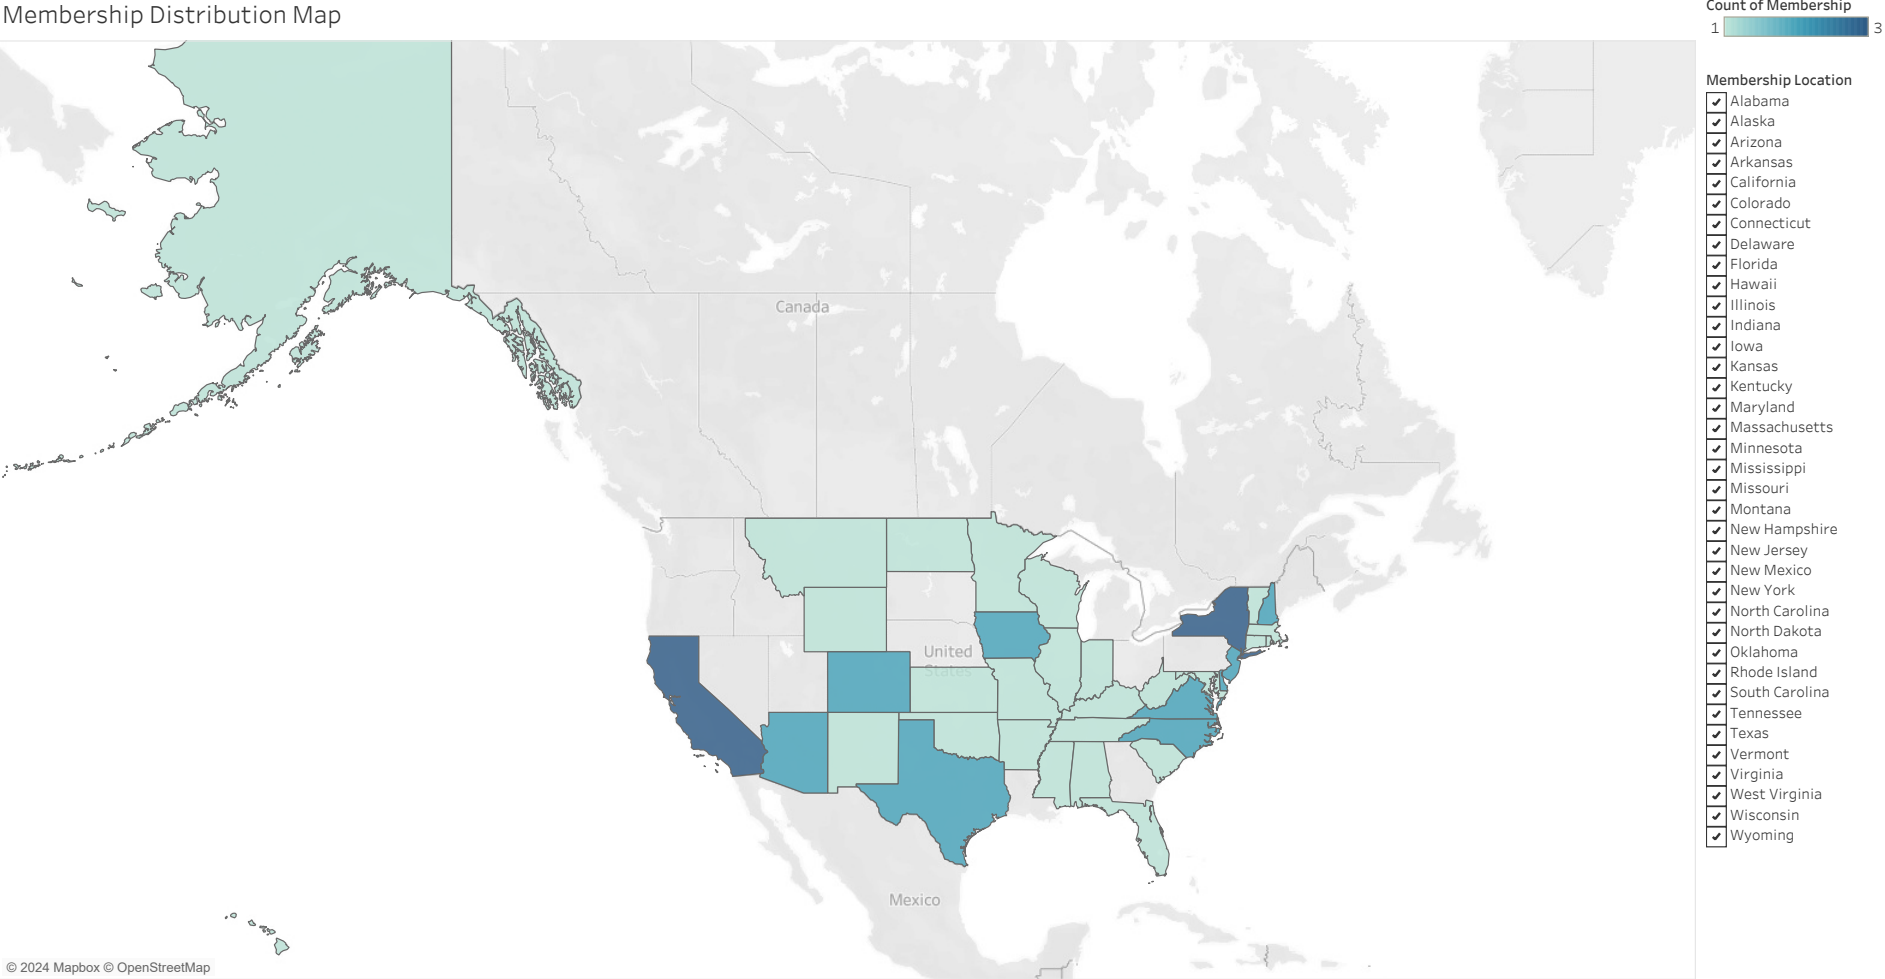 Membership Distribution Map
Count of Membership
1 3
Membership Location
Alabama
Alaska
Arizona
Arkansas
California
Colorado
Connecticut
Delaware
Florida
Hawaii
Illinois
Indiana
Iowa
Kansas
Kentucky
Maryland
Massachusetts
Minnesota
Mississippi
Missouri
Montana
New Hampshire
New Jersey
New Mexico
New York
North Carolina
North Dakota
Oklahoma
Rhode Island
South Carolina
Tennessee
Texas
Vermont
Virginia
West Virginia
Wisconsin
Wyoming
Canada
United
States
Mexico
© 2024 Mapbox © OpenStreetMap